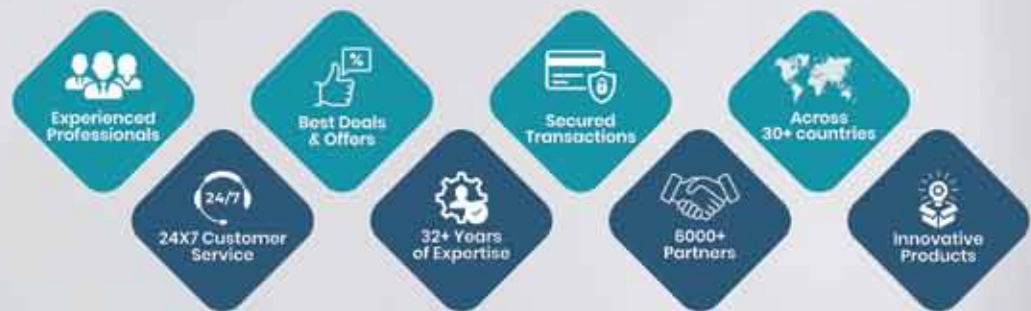 Experienced
Professionals
%
Best Deals
& Offers
Secured
Transactions
Across
30+ countries
24/7
24X7 Customer
Service
32+ Years
of Expertise
6000+
Partners
Innovative
Products